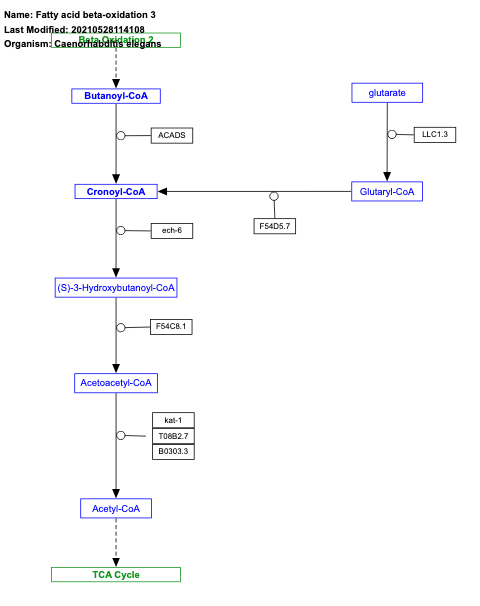 Name: Fatty acid beta-oxidation 3
Last Modified: 20210528114108
Beta Oxidation 2
Organism: Caenorhabditis elegans
Butanoyl-CoA
glutarate
ACADS
LLC1.3
Cronoyl-CoA
Glutaryl-CoA
ech-6
F54D5.7
(S)-3-Hydroxybutanoyl-CoA
F54C8.1
Acetoacetyl-CoA
kat-1
T08B2.7
B0303.3
Acetyl-CoA
TCA Cycle